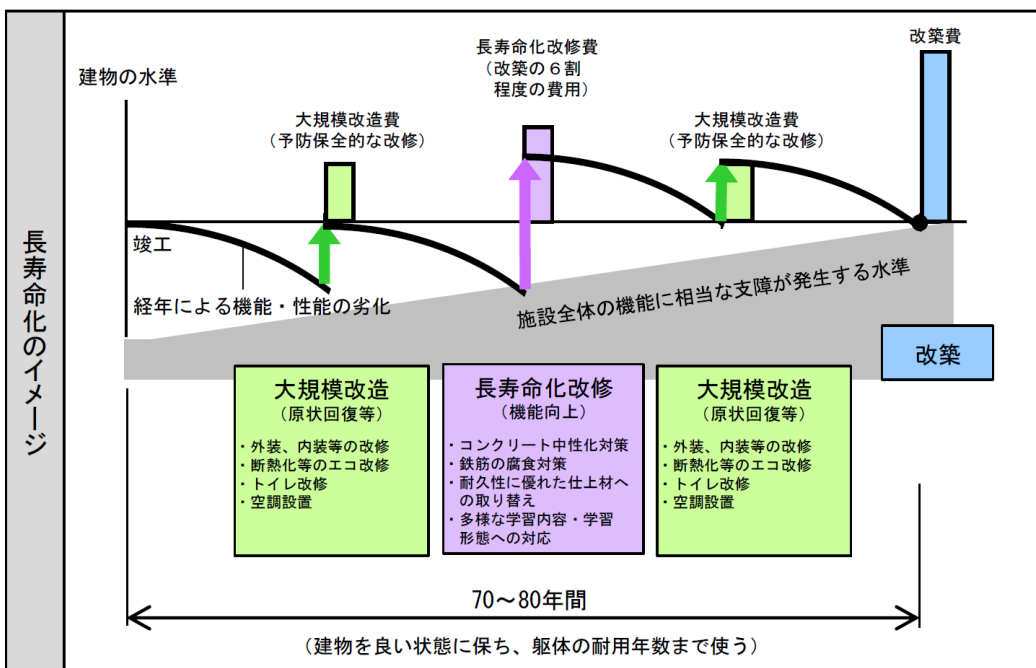 長寿命化のイメージ
建物の水準
大規模改造費
（予防保全的な改修）
長寿命化改修費
（改築の６割
程度の費用）
大規模改造費
（予防保全的な改修）
改築費
竣工
経年による機能・性能の劣化
施設全体の機能に相当な支障が発生する水準
改築
大規模改造
（原状回復等）
・外装、内装等の改修
・断熱化等のエコ改修
・トイレ改修
・空調設置
長寿命化改修
（機能向上）
・コンクリート中性化対策
・鉄筋の腐食対策
・耐久性に優れた仕上材へ
の取り替え
・多様な学習内容・学習
形態への対応
大規模改造
（原状回復等）
・外装、内装等の改修
・断熱化等のエコ改修
・トイレ改修
・空調設置
70～80年間
（建物を良い状態に保ち、躯体の耐用年数まで使う）